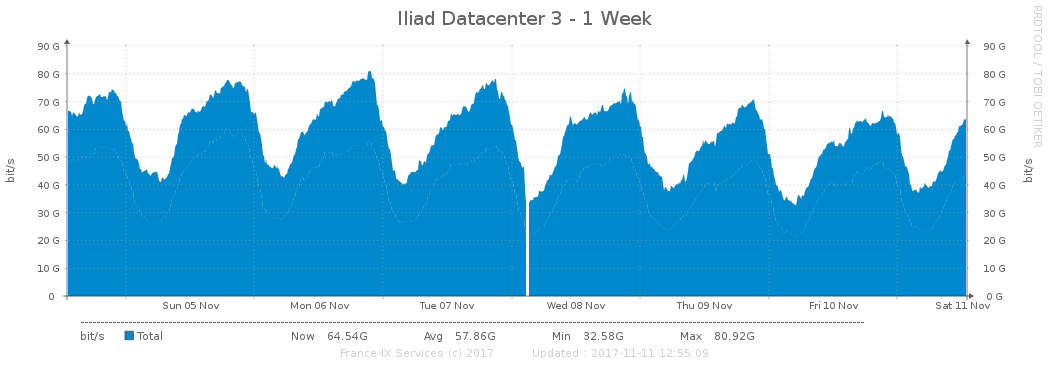 Iliad Datacenter 3 - 1 Week
RRDTOOL / TOBI OETIKER
bit/s
90 G
80 G
70 G
60 G
50 G
40 G
30 G
20 G
10 G
0
90 G
80 G
70 G
60 G
50 G
40 G
30 G
20 G
10 G
0 G
bit/s
Sun 05 Nov Mon 06 Nov Tue 07 Nov Wed 08 Nov Thu 09 Nov Fri 10 Nov Sat 11 Nov
bit/s Total Now 64.54G Avg 57.86G Min 32.58G Max 80.92G
France-IX Services (c) 2017 Updated : 2017-11-11 12:55:09